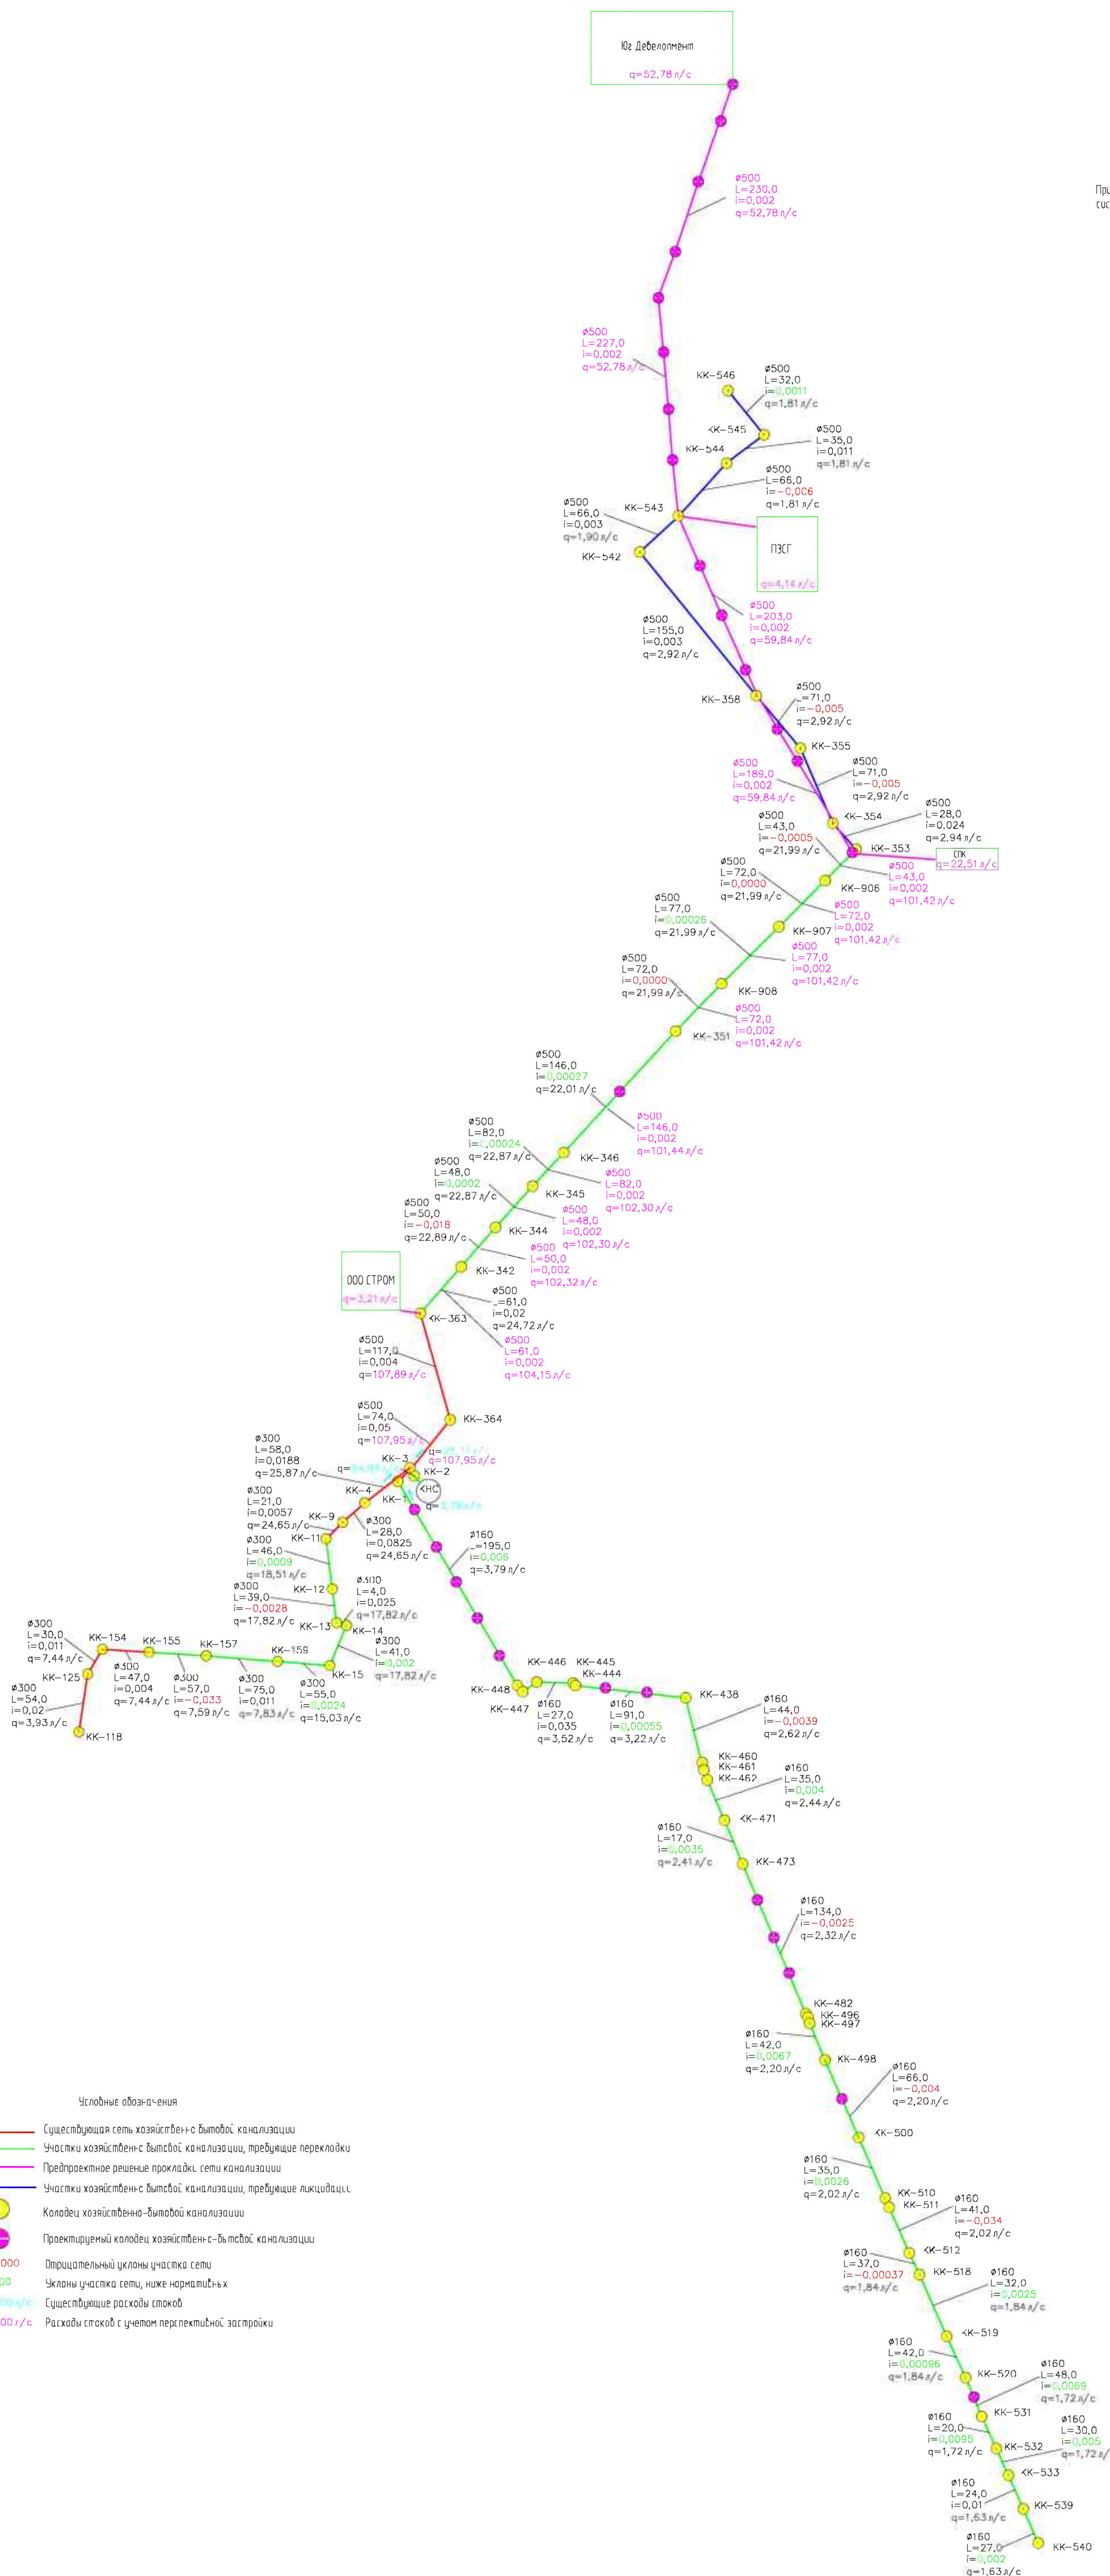 Юг Девелопмент
q=52,78 л/с
ø500
L=230,0
i=0,002
q=52,78 л/с
ø500
L=227,0
i=0,002
q=52,78 л/с
КК-546
ø500
L=32,0
i=0,0011
q=1,81 л/с
КК-545
ø500
L=35,0
i=0,011
q=1,81 л/с
КК-544
ø500
L=66,0
i=-0,006
q=1,81 л/с
ø500
L=66,0
i=0,003
q=1,90 л/с
КК-543
КК-542
ПЗСГ
q=4,14 л/с
ø500
L=203,0
i=0,002
q=59,84 л/с
ø500
L=155,0
i=0,003
q=2,92 л/с
КК-358
ø500
L=71,0
i=-0,005
q=2,92 л/с
КК-355
ø500
L=71,0
i=-0,005
q=2,92 л/с
ø500
L=189,0
i=0,002
q=59,84 л/с
КК-354
ø500
L=28,0
i=0,024
q=2,94 л/с
ø500
L=43,0
i=-0,0005
q=21,99 л/с
КК-353
СПК
q=22,51 л/с
ø500
L=43,0
i=0,002
q=101,42 л/с
ø500
L=72,0
i=0,0000
q=21,99 л/с
КК-906
ø500
L=72,0
i=0,002
q=101,42 л/с
ø500
L=77,0
i=0,00026
q=21,99 л/с
КК-907
ø500
L=77,0
i=0,002
q=101,42 л/с
ø500
L=72,0
i=0,0000
q=21,99 л/с
КК-908
ø500
L=72,0
i=0,002
q=101,42 л/с
КК-351
ø500
L=146,0
i=0,00027
q=22,01 л/с
ø500
L=146,0
i=0,002
q=101,44 л/с
ø500
L=82,0
i=0,00024
q=22,87 л/с
КК-346
ø500
L=82,0
i=0,002
q=102,30 л/с
ø500
L=48,0
i=0,0002
q=22,87 л/с
КК-345
ø500
L=48,0
i=0,002
q=102,30 л/с
ø500
L=50,0
i=-0,018
q=22,89 л/с
КК-344
ø500
L=50,0
i=0,002
q=102,32 л/с
КК-342
ООО СТРОМ
q=3,21 л/с
ø500
L=61,0
i=0,02
q=24,72 л/с
КК-363
ø500
L=61,0
i=0,002
q=104,15 л/с
ø500
L=117,0
i=0,004
q=107,89 л/с
ø500
L=74,0
i=0,05
q=107,95 л/с
КК-364
q=107,95 л/с
ø300
L=58,0
i=0,0188
q=25,87 л/с
КК-3
КК-2
КНС
КК-1
КК-4
ø300
L=21,0
i=0,0057
q=24,65 л/с
КК-9
ø300
L=28,0
i=0,0825
q=24,65 л/с
КК-11
ø300
L=46,0
i=0,0009
q=18,51 л/с
ø160
L=195,0
i=0,006
q=3,79 л/с
ø300
L=39,0
i=-0,0028
q=17,82 л/с
КК-12
ø300
L=4,0
i=0,025
q=17,82 л/с
КК-13
КК-14
ø300
L=41,0
i=0,002
q=17,82 л/с
ø300
L=30,0
i=0,011
q=7,44 л/с
КК-154
КК-155
КК-157
КК-159
КК-15
КК-125
ø300
L=54,0
i=0,02
q=3,93 л/с
ø300
L=47,0
i=0,004
q=7,44 л/с
ø300
L=57,0
i=-0,033
q=7,59 л/с
ø300
L=75,0
i=0,011
q=7,83 л/с
ø300
L=55,0
i=0,0024
q=15,03 л/с
КК-118
КК-446
КК-445
КК-444
КК-448
КК-447
КК-438
ø160
L=27,0
i=0,035
q=3,52 л/с
ø160
L=91,0
i=0,00055
q=3,22 л/с
ø160
L=44,0
i=-0,0039
q=2,62 л/с
КК-460
КК-461
КК-462
ø160
L=35,0
i=0,004
q=2,44 л/с
КК-471
ø160
L=17,0
i=0,0035
q=2,41 л/с
КК-473
ø160
L=134,0
i=-0,0025
q=2,32 л/с
КК-482
КК-496
КК-497
ø160
L=42,0
i=0,0067
q=2,20 л/с
КК-498
ø160
L=66,0
i=-0,004
q=2,20 л/с
КК-500
ø160
L=35,0
i=0,0026
q=2,02 л/с
КК-510
КК-511
ø160
L=41,0
i=-0,034
q=2,02 л/с
КК-512
ø160
L=37,0
i=-0,00037
q=1,84 л/с
КК-518
ø160
L=32,0
i=0,0025
q=1,84 л/с
КК-519
ø160
L=42,0
i=0,00096
q=1,84 л/с
КК-520
ø160
L=48,0
i=0,0069
q=1,72 л/с
КК-531
ø160
L=20,0
i=0,0095
q=1,72 л/с
КК-532
ø160
L=30,0
i=0,005
q=1,72 л/
КК-533
ø160
L=24,0
i=0,01
q=1,63 л/с
КК-539
ø160
L=27,0
i=0,002
q=1,63 л/с
КК-540
Условные обозначения
Существующая сеть хозяйственно бытовой канализации
Участки хозяйственно бытовой канализации, требующие перекладки
Предпроектное решение прокладки сети канализации
Участки хозяйственно бытовой канализации, требующие ликвидации
Колодец хозяйственно-бытовой канализации
Проектируемый колодец хозяйственно-бытовой канализации
000 Отрицательный уклоны участка сети
00 Уклоны участка сети, ниже нормативных
Существующие расходы стоков
00 л/с Расходы стоков с учетом перспективной застройки